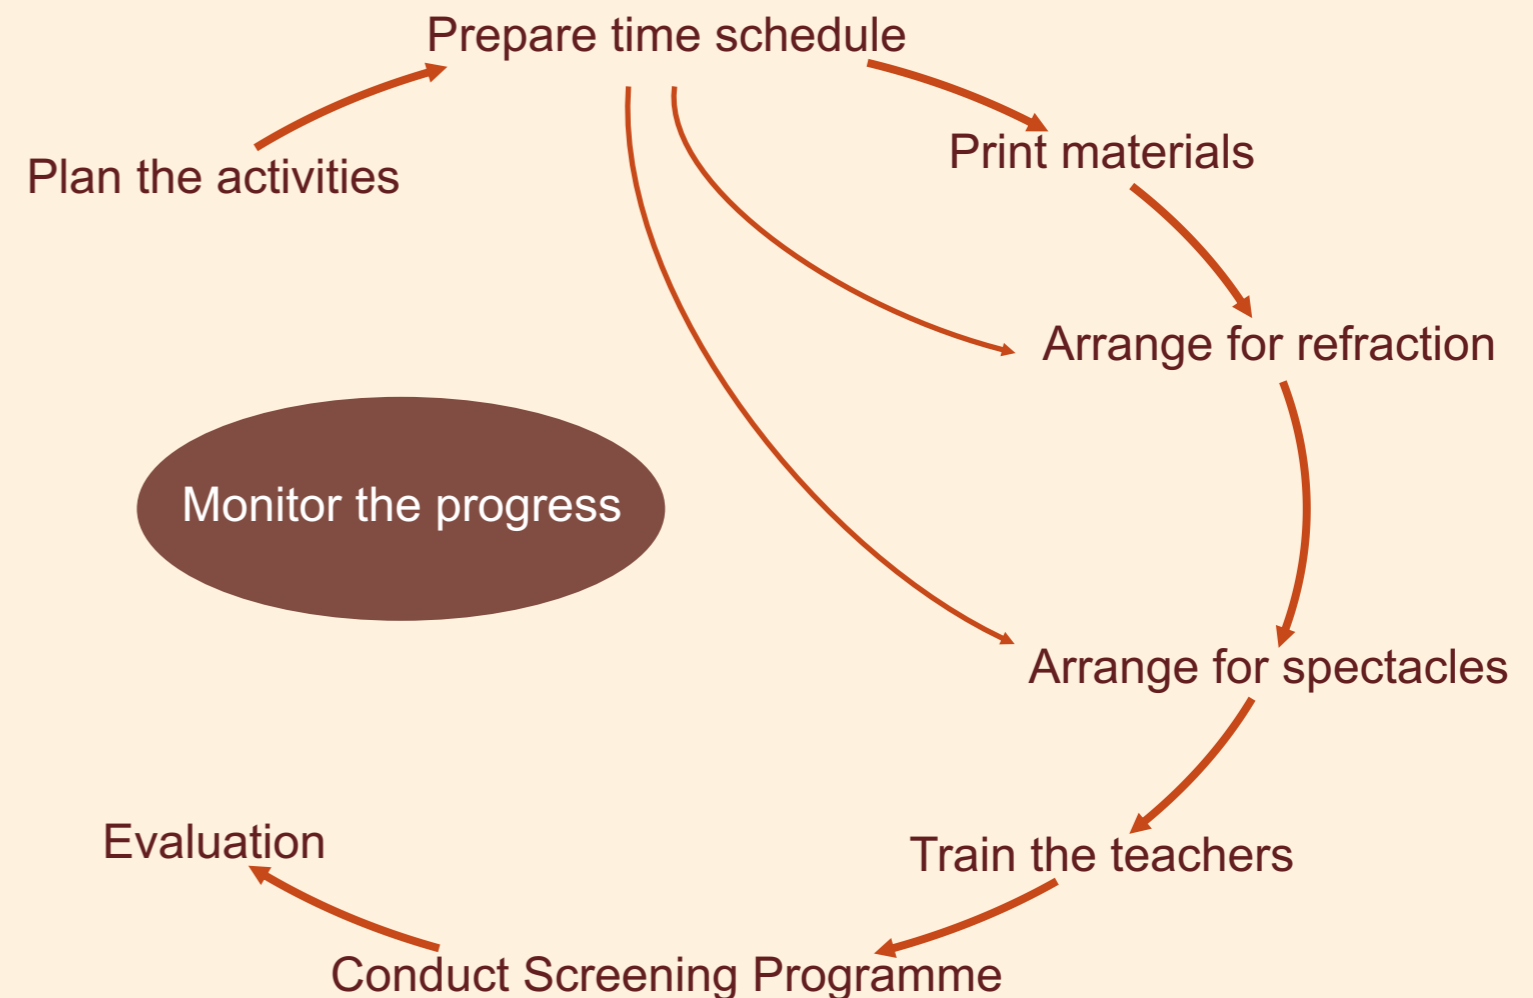 Prepare time schedule
Plan the activities
Print materials
Arrange for refraction
Monitor the progress
Arrange for spectacles
Train the teachers
Conduct Screening Programme
Evaluation